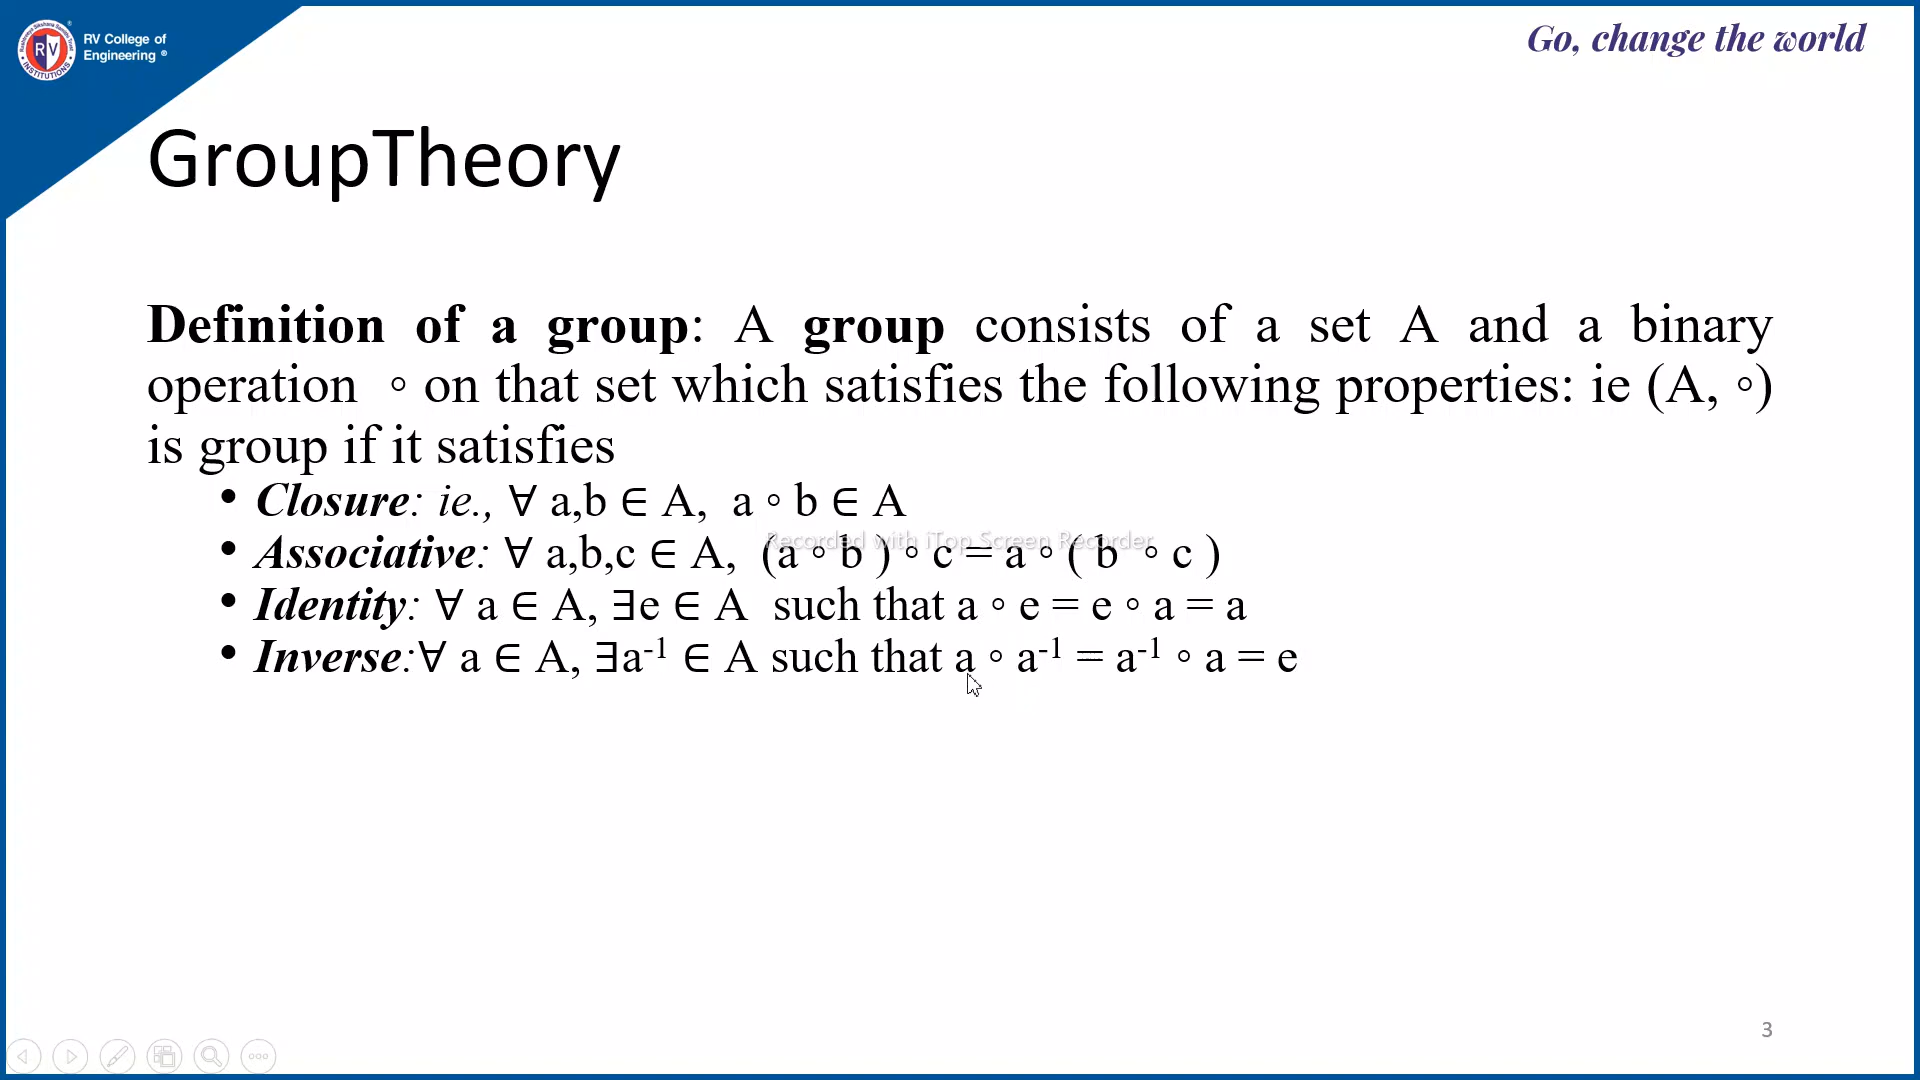 RV College of
Engineering ®
Go, change the world
RV
INSTITUTIONS
GroupTheory
Definition of a group: A group consists of a set A and a binary
operation ∘ on that set which satisfies the following properties: ie (A, ∘)
is group if it satisfies
• Closure: ie., ∀ a,b ∈ A, a ∘ b ∈ A
Recorded with iTop Screen Recorder
• Associative: ∀ a,b,c ∈ A, (a ∘ b ) ∘ c = a ∘ ( b ∘ c )
• Identity: ∀ a ∈ A, ∃e ∈ A such that a ∘ e = e ∘ a = a
• Inverse:∀ a ∈ A, ∃a⁻¹ ∈ A such that a ∘ a⁻¹ = a⁻¹ ∘ a = e
3